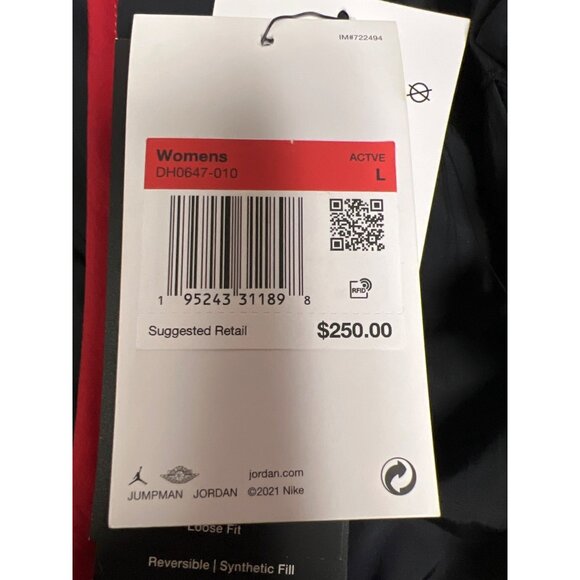 IM#722494
Womens ACTVE
DH0647-010 L
RFID
1 95243 31189 8
Suggested Retail $250.00
jordan.com
JUMPMAN JORDAN ©2021 Nike
Loose Fit
Reversible | Synthetic Fill